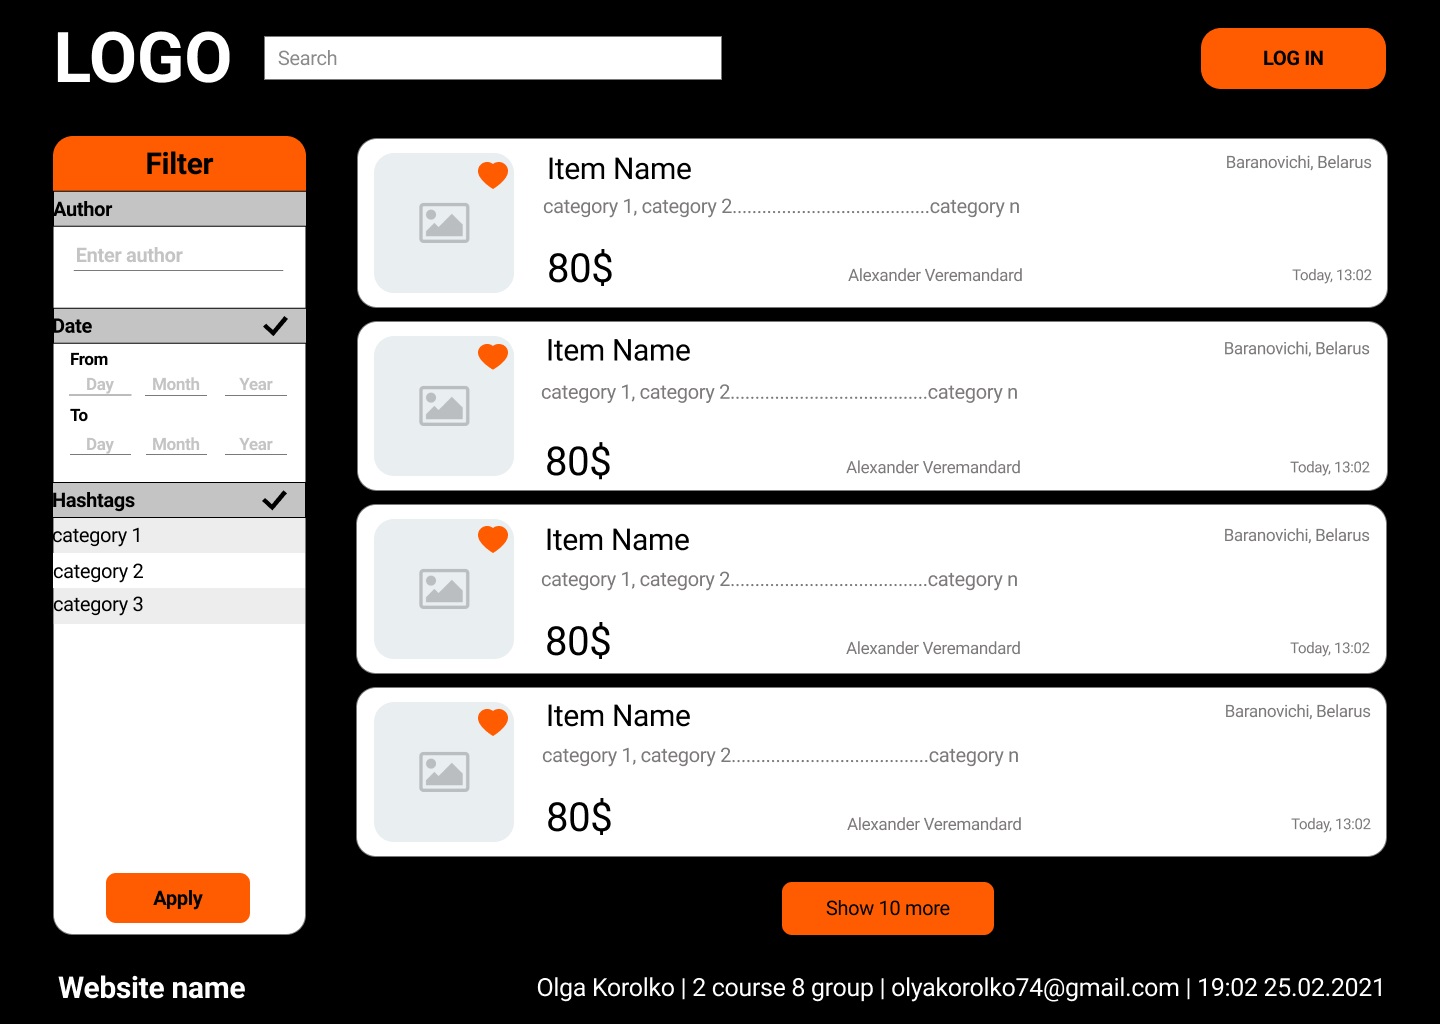 LOGO
Search
LOG IN
Filter
Author
Enter author
Date
From
Day Month Year
To
Day Month Year
Hashtags
category 1
category 2
category 3
Apply
Item Name
Baranovichi, Belarus
category 1, category 2........................................category n
80$
Alexander Veremandard
Today, 13:02
Item Name
Baranovichi, Belarus
category 1, category 2........................................category n
80$
Alexander Veremandard
Today, 13:02
Item Name
Baranovichi, Belarus
category 1, category 2........................................category n
80$
Alexander Veremandard
Today, 13:02
Item Name
Baranovichi, Belarus
category 1, category 2........................................category n
80$
Alexander Veremandard
Today, 13:02
Show 10 more
Website name
Olga Korolko | 2 course 8 group | olyakorolko74@gmail.com | 19:02 25.02.2021